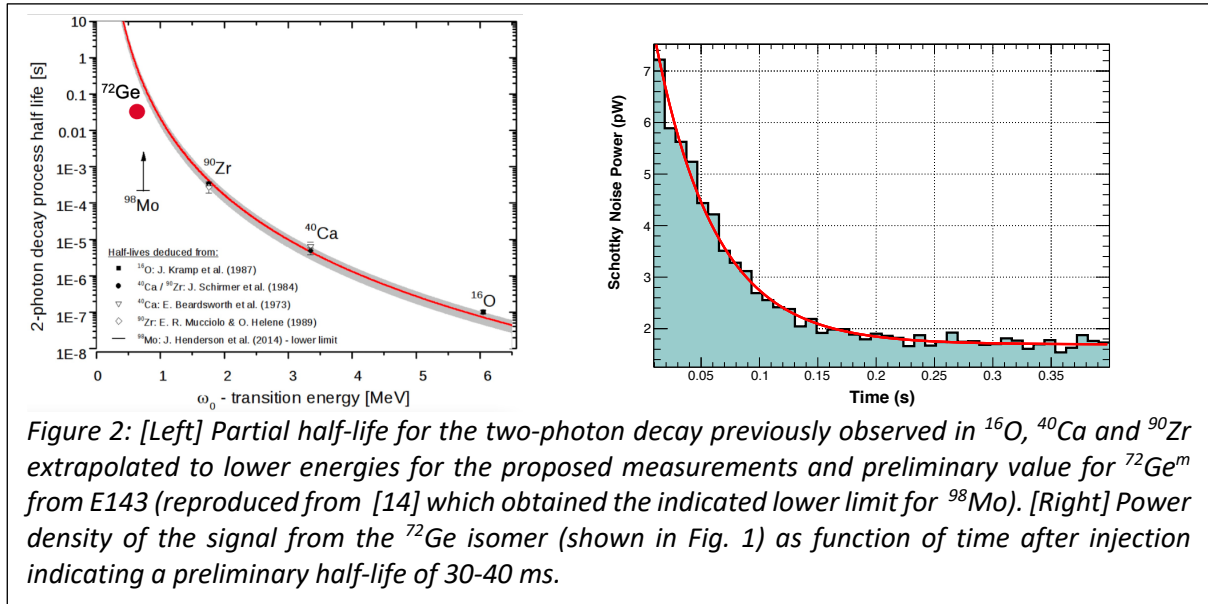 10
1
0.1
0.01
1E-3
1E-4
1E-5
1E-6
1E-7
1E-8
2-photon decay process half life [s]
⁷²Ge
⁹⁸Mo
⁹⁰Zr
⁴⁰Ca
¹⁶O
Half-lives deduced from:
¹⁶O: J. Kramp et al. (1987)
⁴⁰Ca / ⁹⁰Zr: J. Schirmer et al. (1984)
⁴⁰Ca: E. Beardsworth et al. (1973)
⁹⁰Zr: E. R. Mucciolo & O. Helene (1989)
⁹⁸Mo: J. Henderson et al. (2014) - lower limit
0 1 2 3 4 5 6
ω₀ - transition energy [MeV]
Schottky Noise Power (pW)
7
6
5
4
3
2
0.05 0.1 0.15 0.2 0.25 0.3 0.35
Time (s)
Figure 2: [Left] Partial half-life for the two-photon decay previously observed in ¹⁶O, ⁴⁰Ca and ⁹⁰Zr
extrapolated to lower energies for the proposed measurements and preliminary value for ⁷²Geᵐ
from E143 (reproduced from [14] which obtained the indicated lower limit for ⁹⁸Mo). [Right] Power
density of the signal from the ⁷²Ge isomer (shown in Fig. 1) as function of time after injection
indicating a preliminary half-life of 30-40 ms.